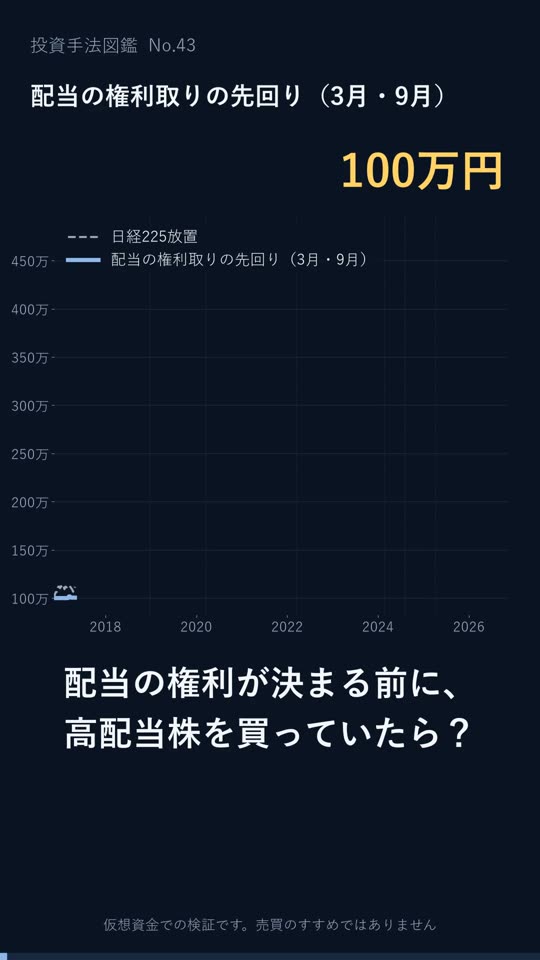 投資手法図鑑 No.43
配当の権利取りの先回り（3月・9月）
100万円
日経225放置
配当の権利取りの先回り（3月・9月）
450万
400万
350万
300万
250万
200万
150万
100万
2018 2020 2022 2024 2026
配当の権利が決まる前に、
高配当株を買っていたら？
仮想資金での検証です。売買のすすめではありません